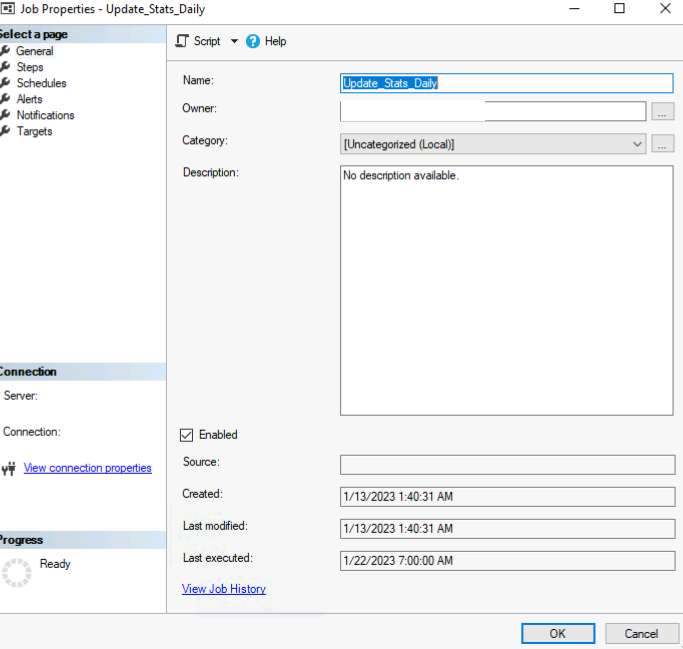 Job Properties - Update_Stats_Daily
Select a page
General
Steps
Schedules
Alerts
Notifications
Targets
Script
Help
Name:
Update_Stats_Daily
Owner:
...
Category:
[Uncategorized (Local)]
...
Description:
No description available.
Connection
Server:
Connection:
View connection properties
Progress
Ready
Enabled
Source:
Created:
1/13/2023 1:40:31 AM
Last modified:
1/13/2023 1:40:31 AM
Last executed:
1/22/2023 7:00:00 AM
View Job History
OK
Cancel